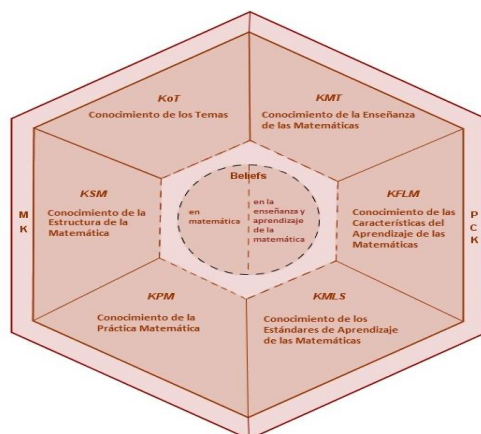 KoT
Conocimiento de los Temas
KMT
Conocimiento de la Enseñanza
de las Matemáticas
KSM
Conocimiento de la
Estructura de la
Matemática
Beliefs
en
matemática
en la
enseñanza y
aprendizaje
de la
matemática
KFLM
Conocimiento de las
Características del
Aprendizaje de las
Matemáticas
M
K
P
C
K
KPM
Conocimiento de la
Práctica Matemática
KMLS
Conocimiento de los
Estándares de Aprendizaje
de las Matemáticas